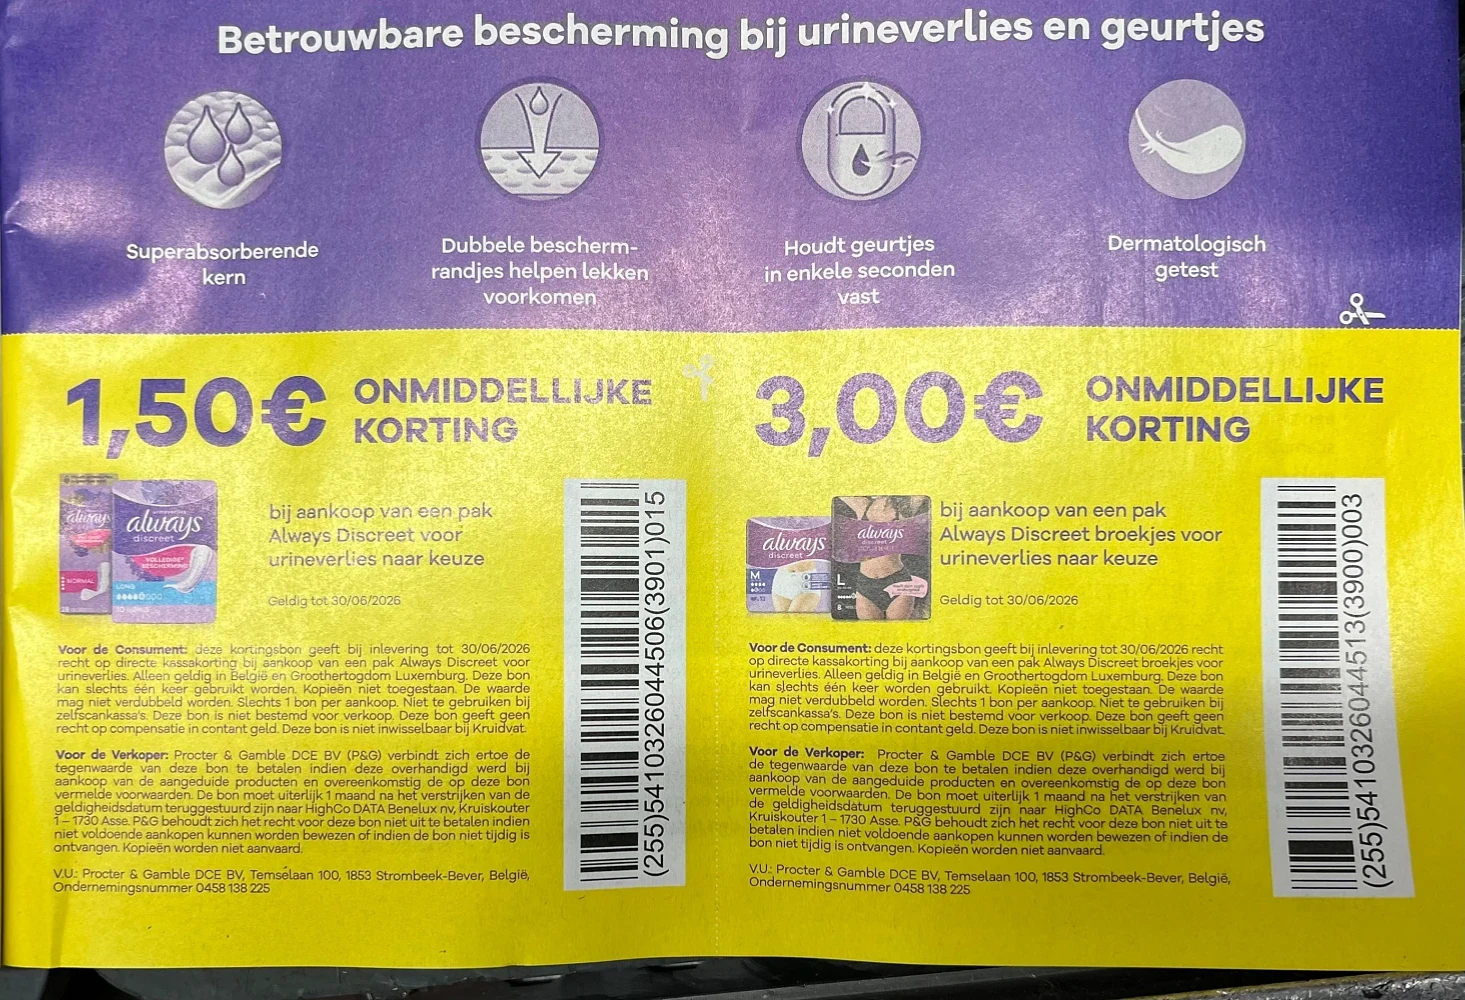 Betrouwbare bescherming bij urineverlies en geurtjes
Superabsorberende
kern
Dubbele bescherm-
randjes helpen lekken
voorkomen
Houdt geurtjes
in enkele seconden
vast
Dermatologisch
getest
1,50€ ONMIDDELLIJKE
KORTING
always
NORMAL
always
discreet
VOLLEDIGE
BESCHERMING
LONG
bij aankoop van een pak
Always Discreet voor
urineverlies naar keuze
Geldig tot 30/06/2026
(255)5410326044506(3901)015
Voor de Consument: deze kortingsbon geeft bij inlevering tot 30/06/2026
recht op directe kassakorting bij aankoop van een pak Always Discreet voor
urineverlies. Alleen geldig in België en Groothertogdom Luxemburg. Deze bon
kan slechts één keer gebruikt worden. Kopieën niet toegestaan. De waarde
mag niet verdubbeld worden. Slechts 1 bon per aankoop. Niet te gebruiken bij
zelfscankassa's. Deze bon is niet bestemd voor verkoop. Deze bon geeft geen
recht op compensatie in contant geld. Deze bon is niet inwisselbaar bij Kruidvat.
Voor de Verkoper: Procter & Gamble DCE BV (P&G) verbindt zich ertoe de
tegenwaarde van deze bon te betalen indien deze overhandigd werd bij
aankoop van de aangeduide producten en overeenkomstig de op deze bon
vermelde voorwaarden. De bon moet uiterlijk 1 maand na het verstrijken van de
geldigheidsdatum teruggestuurd zijn naar HighCo DATA Benelux nv, Kruiskouter
1 – 1730 Asse. P&G behoudt zich het recht voor deze bon niet uit te betalen indien
niet voldoende aankopen kunnen worden bewezen of indien de bon niet tijdig is
ontvangen. Kopieën worden niet aanvaard.
V.U.: Procter & Gamble DCE BV, Temselaan 100, 1853 Strombeek-Bever, België,
Ondernemingsnummer 0458 138 225
3,00€ ONMIDDELLIJKE
KORTING
always
discreet
M
always
discreet
L
8
bij aankoop van een pak
Always Discreet broekjes voor
urineverlies naar keuze
Geldig tot 30/06/2026
(255)5410326044513(3900)003
Voor de Consument: deze kortingsbon geeft bij inlevering tot 30/06/2026 recht
op directe kassakorting bij aankoop van een pak Always Discreet broekjes voor
urineverlies. Alleen geldig in België en Groothertogdom Luxemburg. Deze bon
kan slechts één keer gebruikt worden. Kopieën niet toegestaan. De waarde
mag niet verdubbeld worden. Slechts 1 bon per aankoop. Niet te gebruiken bij
zelfscankassa's. Deze bon is niet bestemd voor verkoop. Deze bon geeft geen
recht op compensatie in contant geld. Deze bon is niet inwisselbaar bij Kruidvat.
Voor de Verkoper: Procter & Gamble DCE BV (P&G) verbindt zich ertoe
de tegenwaarde van deze bon te betalen indien deze overhandigd werd bij
aankoop van de aangeduide producten en overeenkomstig de op deze bon
vermelde voorwaarden. De bon moet uiterlijk 1 maand na het verstrijken van
de geldigheidsdatum teruggestuurd zijn naar HighCo DATA Benelux nv,
Kruiskouter 1 – 1730 Asse. P&G behoudt zich het recht voor deze bon niet uit te
betalen indien niet voldoende aankopen kunnen worden bewezen of indien de
bon niet tijdig is ontvangen. Kopieën worden niet aanvaard.
V.U.: Procter & Gamble DCE BV, Temselaan 100, 1853 Strombeek-Bever, België,
Ondernemingsnummer 0458 138 225